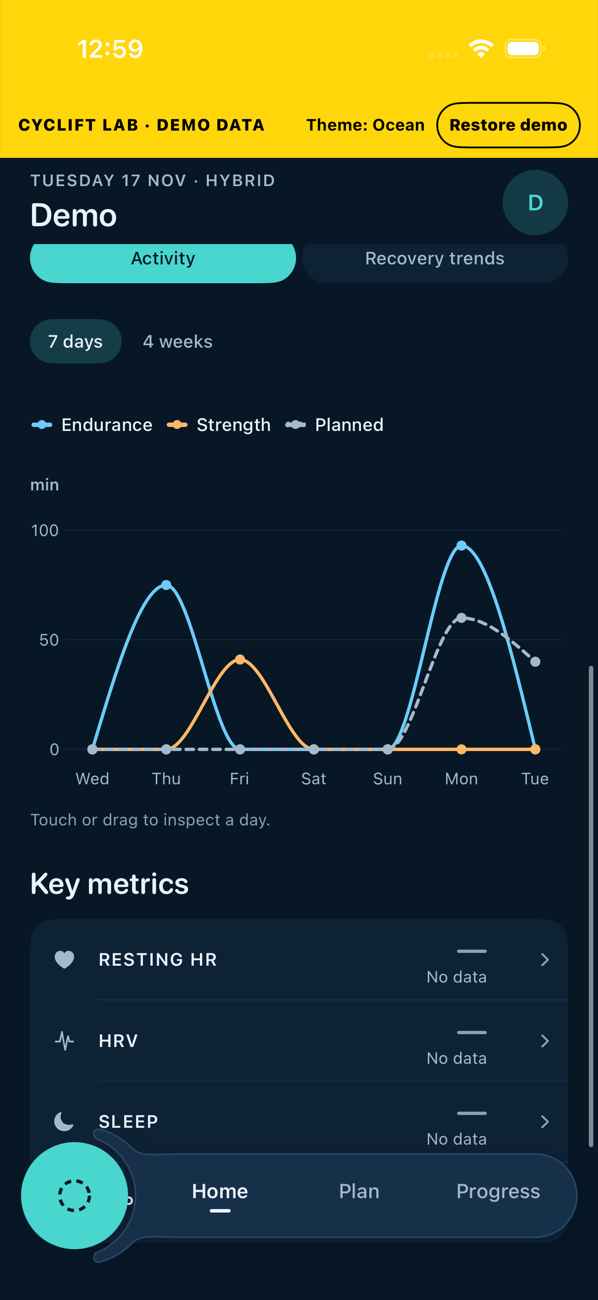 12:59
CYCLIFT LAB · DEMO DATA
Theme: Ocean
Restore demo
TUESDAY 17 NOV · HYBRID
Demo
D
Activity
Recovery trends
7 days
4 weeks
Endurance
Strength
Planned
min
100
50
0
Wed Thu Fri Sat Sun Mon Tue
Touch or drag to inspect a day.
Key metrics
RESTING HR
No data
HRV
No data
SLEEP
No data
Home
Plan
Progress